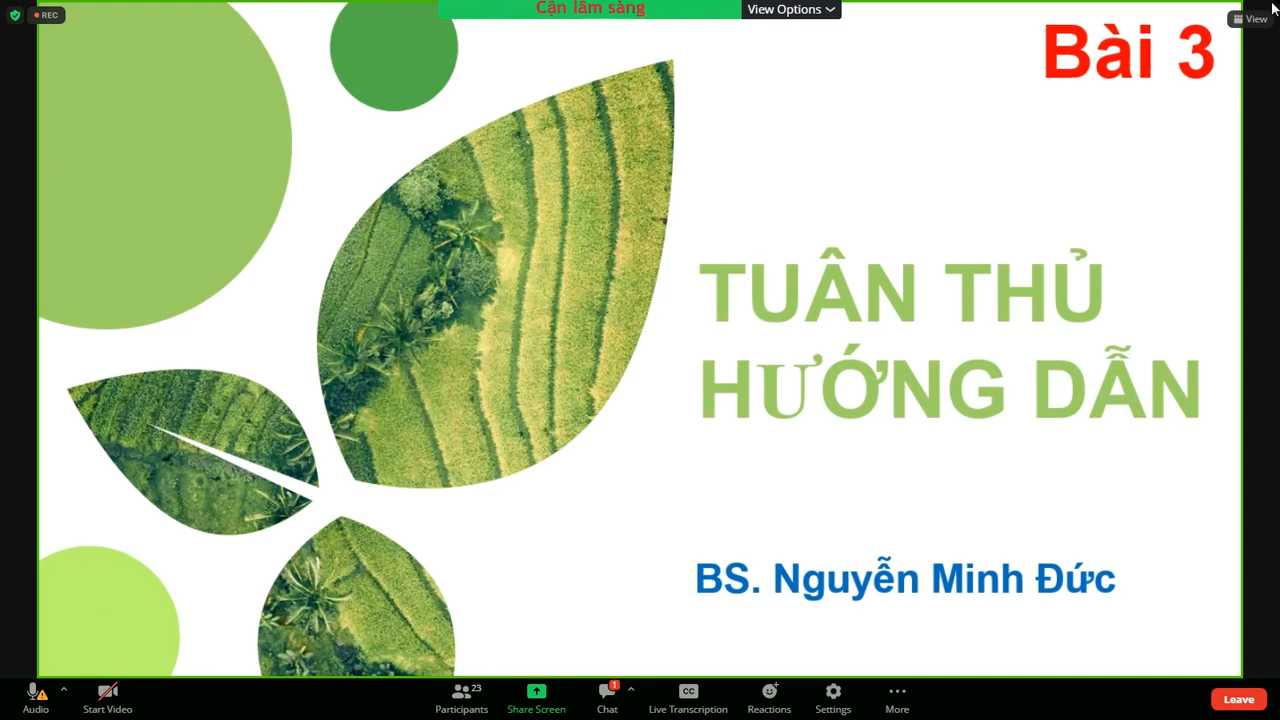 REC
Cận lâm sàng
View Options
View
Bài 3
TUÂN THỦ
HƯỚNG DẪN
BS. Nguyễn Minh Đức
Audio
Start Video
Participants
23
Share Screen
Chat
1
CC
Live Transcription
Reactions
Settings
More
Leave